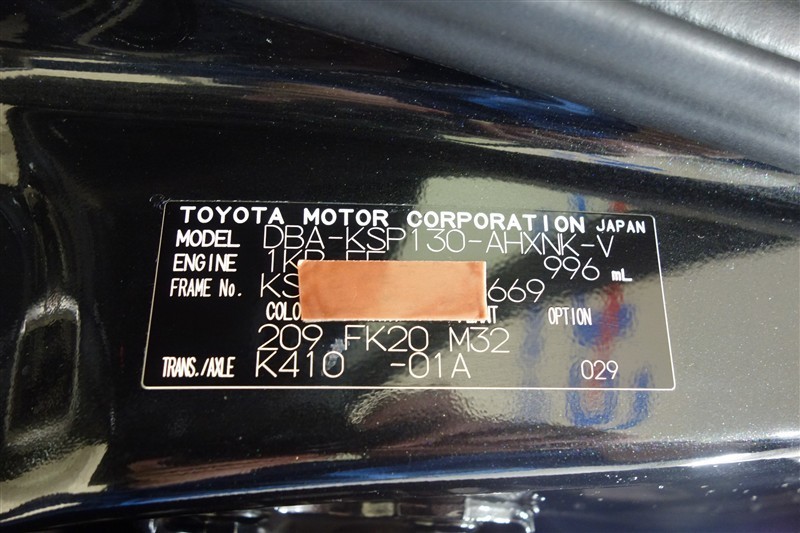 TOYOTA MOTOR CORPORATION JAPAN
MODEL DBA-KSP130-AHXNK-V
ENGINE 996 mL
FRAME No. KS 669
OPTION
209 FK20 M32
TRANS./AXLE K410 -01A 029